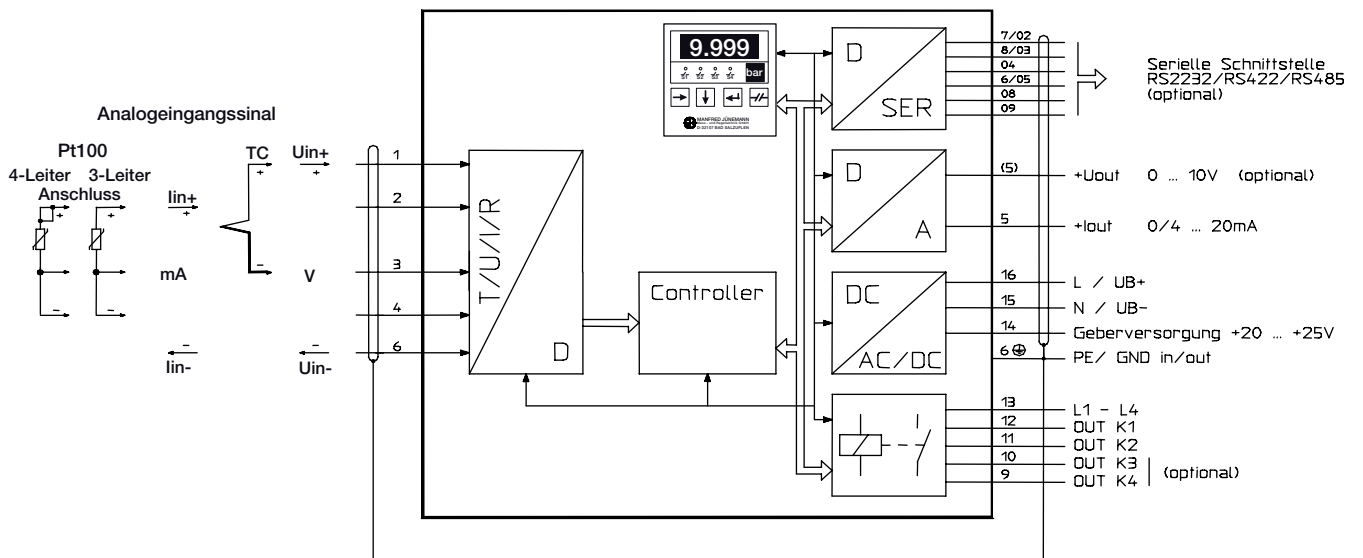 9.999
bar
MANFRED JÜNEMANN
D-32107 BAD SALZUFLEN
Analogeingangssinal
Pt100
4-Leiter 3-Leiter
Anschluss
Iin+
+
mA
-
Iin-
TC
+
-
Uin+
+
V
-
Uin-
+
+
-
-
1
2
3
4
6
T/U/I/R
D
Controller
D
SER
D
A
DC
AC/DC
7/02
8/03
04
6/05
08
09
Serielle Schnittstelle
RS2232/RS422/RS485
(optional)
(5) +Uout 0 ... 10V (optional)
5 +Iout 0/4 ... 20mA
16 L / UB+
15 N / UB-
14 Geberversorgung +20 ... +25V
6 PE/ GND in/out
13 L1 - L4
12 OUT K1
11 OUT K2
10 OUT K3
9 OUT K4
(optional)